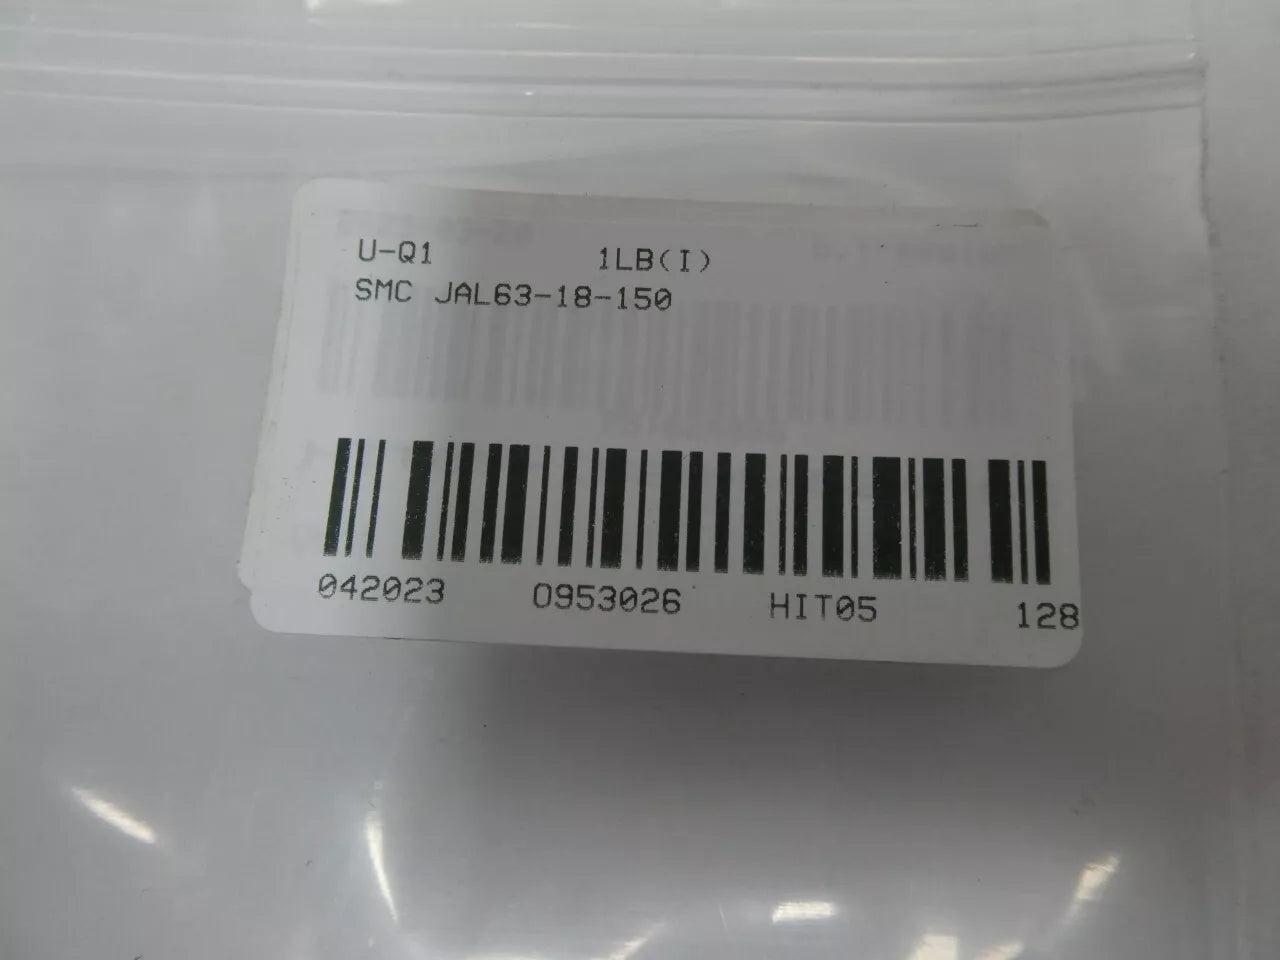 U-Q1 1LB(I)
SMC JAL63-18-150
042023 0953026 HIT05 128